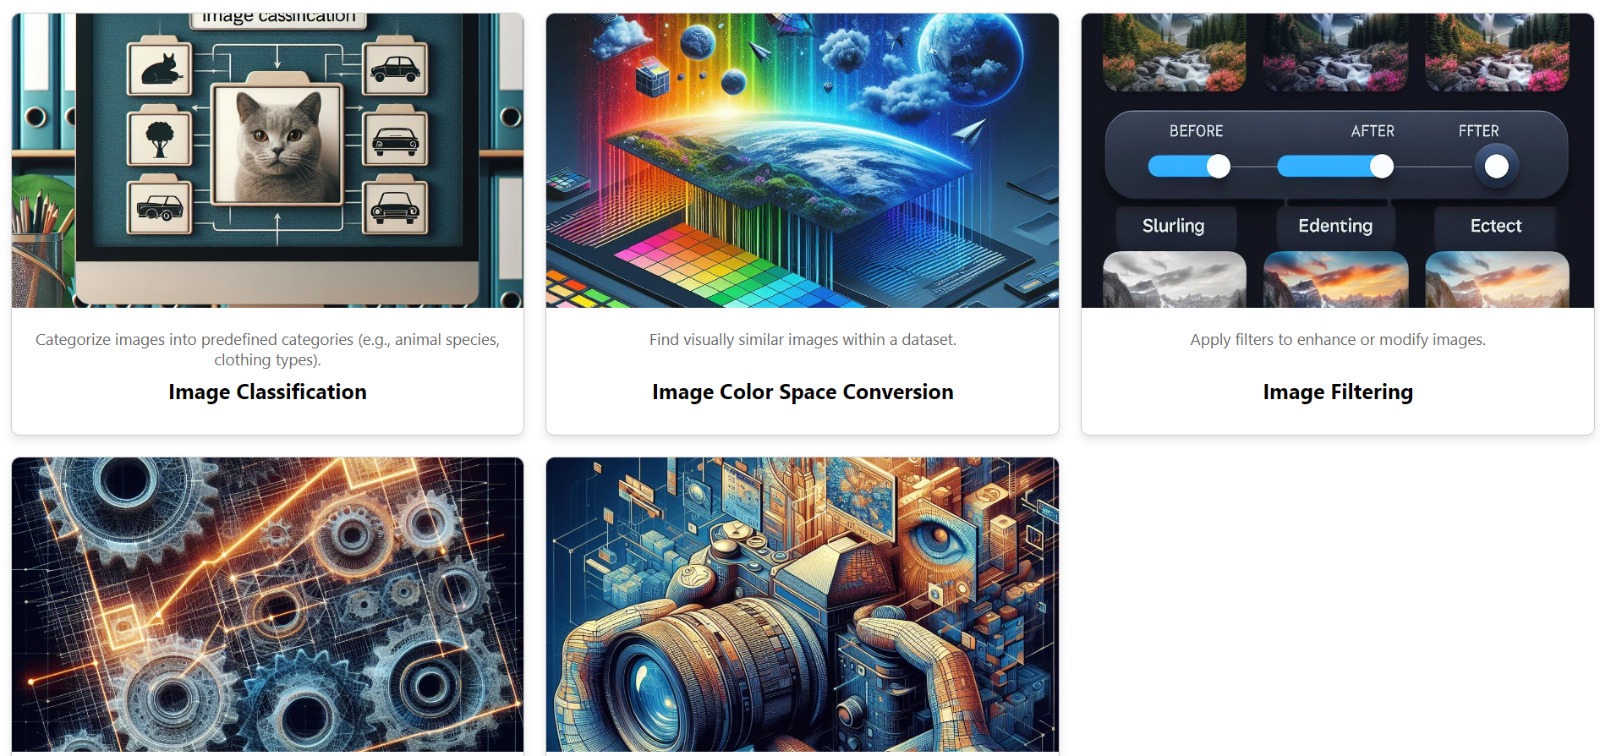 Image cassification
BEFORE AFTER FFTER
Slurling Edenting Ectect
Categorize images into predefined categories (e.g., animal species,
clothing types).
Image Classification
Find visually similar images within a dataset.
Image Color Space Conversion
Apply filters to enhance or modify images.
Image Filtering